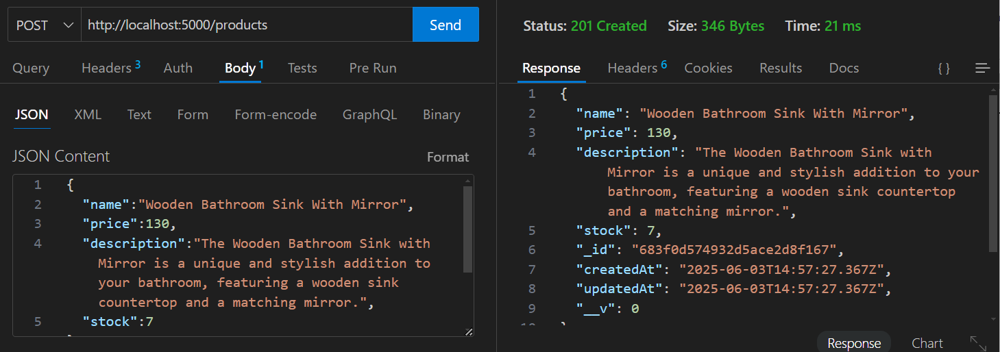 POST http://localhost:5000/products Send
Query Headers 3 Auth Body 1 Tests Pre Run
JSON XML Text Form Form-encode GraphQL Binary
JSON Content Format
1 {
2 "name":"Wooden Bathroom Sink With Mirror",
3 "price":130,
4 "description":"The Wooden Bathroom Sink with
Mirror is a unique and stylish addition to
your bathroom, featuring a wooden sink
countertop and a matching mirror.",
5 "stock":7
Status: 201 Created Size: 346 Bytes Time: 21 ms
Response Headers 6 Cookies Results Docs { }
1 {
2 "name": "Wooden Bathroom Sink With Mirror",
3 "price": 130,
4 "description": "The Wooden Bathroom Sink with
Mirror is a unique and stylish addition to your
bathroom, featuring a wooden sink countertop
and a matching mirror.",
5 "stock": 7,
6 "_id": "683f0d574932d5ace2d8f167",
7 "createdAt": "2025-06-03T14:57:27.367Z",
8 "updatedAt": "2025-06-03T14:57:27.367Z",
9 "__v": 0
10 }
Response Chart